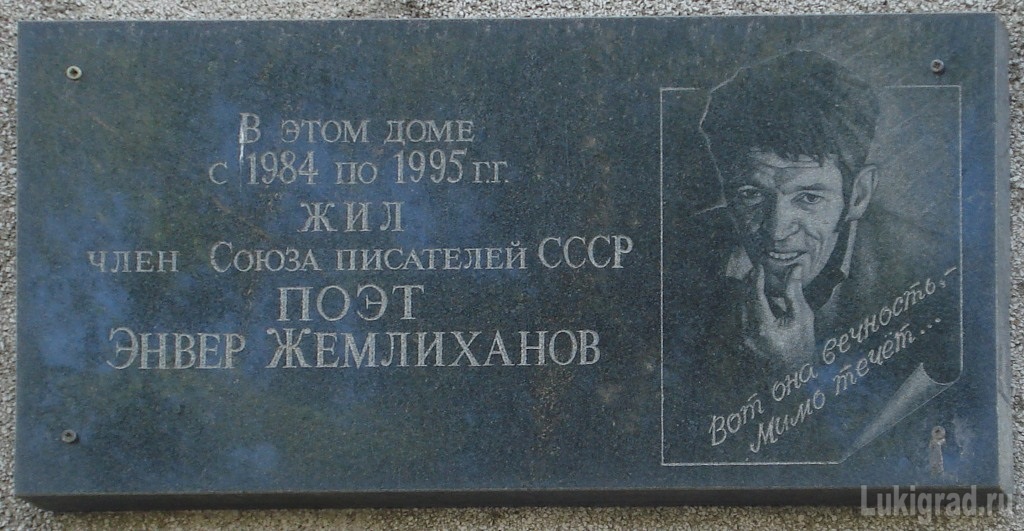 В ЭТОМ ДОМЕ
С 1984 ПО 1995 Г.Г.
ЖИЛ
ЧЛЕН СОЮЗА ПИСАТЕЛЕЙ СССР
ПОЭТ
ЭНВЕР ЖЕМЛИХАНОВ
Вот она вечность:-
Мимо течёт...
Lukigrad.ru